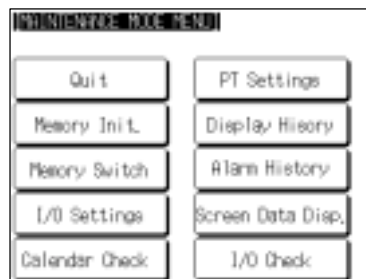 [MAINTENANCE MODE MENU]
Quit
PT Settings
Memory Init.
Display Hisory
Memory Switch
Alarm History
I/O Settings
Screen Data Disp.
Calendar Check
I/O Check